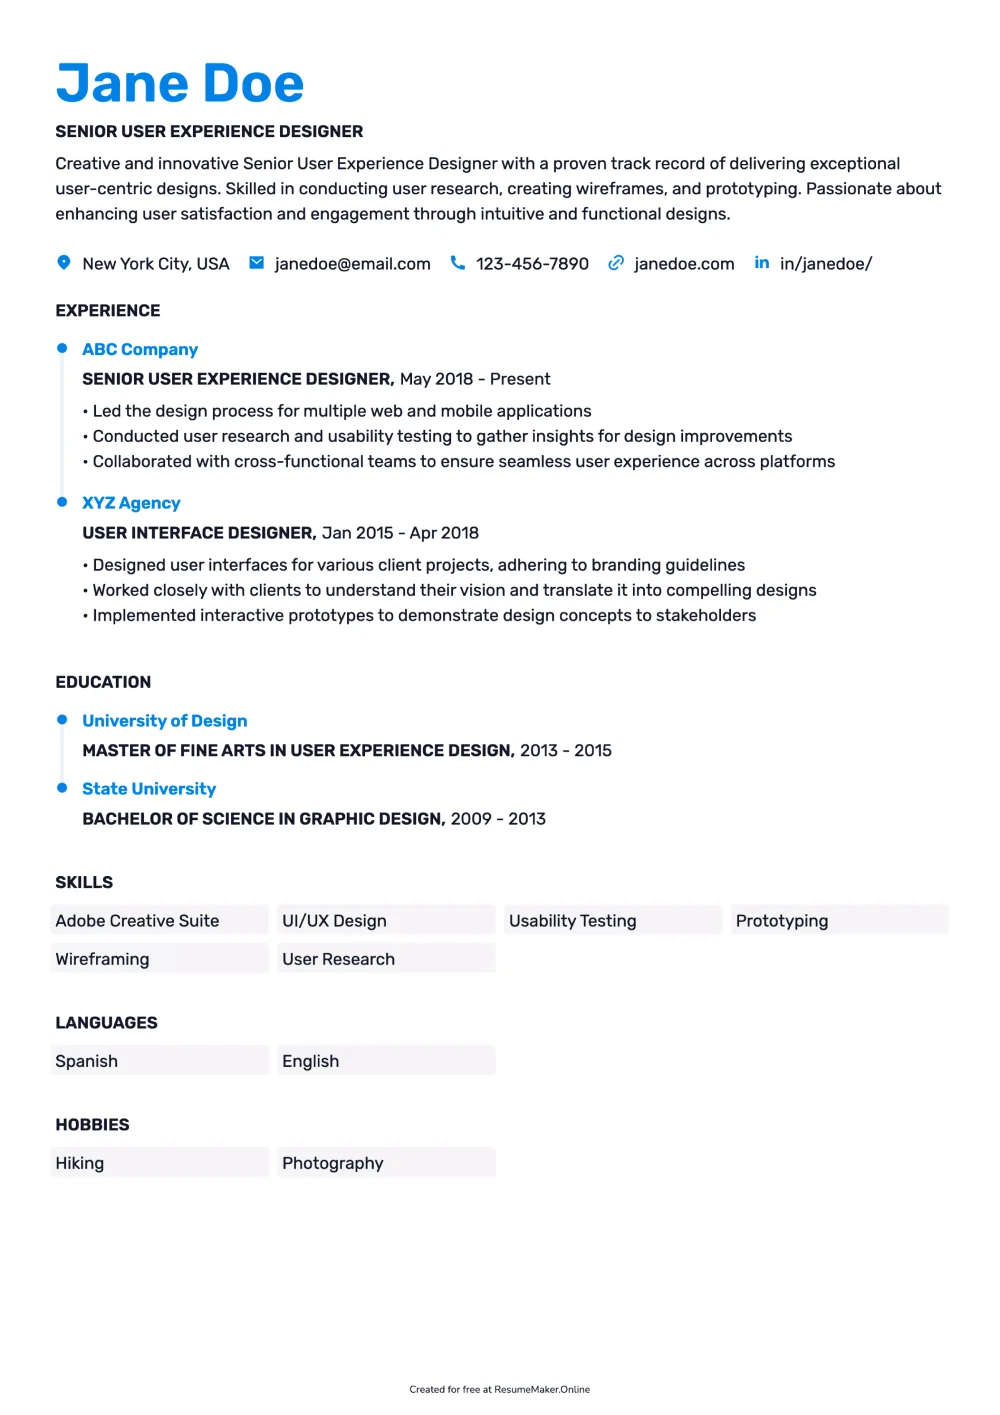 Jane Doe
SENIOR USER EXPERIENCE DESIGNER
Creative and innovative Senior User Experience Designer with a proven track record of delivering exceptional
user-centric designs. Skilled in conducting user research, creating wireframes, and prototyping. Passionate about
enhancing user satisfaction and engagement through intuitive and functional designs.
New York City, USA janedoe@email.com 123-456-7890 janedoe.com in in/janedoe/
EXPERIENCE
ABC Company
SENIOR USER EXPERIENCE DESIGNER, May 2018 - Present
• Led the design process for multiple web and mobile applications
• Conducted user research and usability testing to gather insights for design improvements
• Collaborated with cross-functional teams to ensure seamless user experience across platforms
XYZ Agency
USER INTERFACE DESIGNER, Jan 2015 - Apr 2018
• Designed user interfaces for various client projects, adhering to branding guidelines
• Worked closely with clients to understand their vision and translate it into compelling designs
• Implemented interactive prototypes to demonstrate design concepts to stakeholders
EDUCATION
University of Design
MASTER OF FINE ARTS IN USER EXPERIENCE DESIGN, 2013 - 2015
State University
BACHELOR OF SCIENCE IN GRAPHIC DESIGN, 2009 - 2013
SKILLS
Adobe Creative Suite UI/UX Design Usability Testing Prototyping
Wireframing User Research
LANGUAGES
Spanish English
HOBBIES
Hiking Photography
Created for free at ResumeMaker.Online